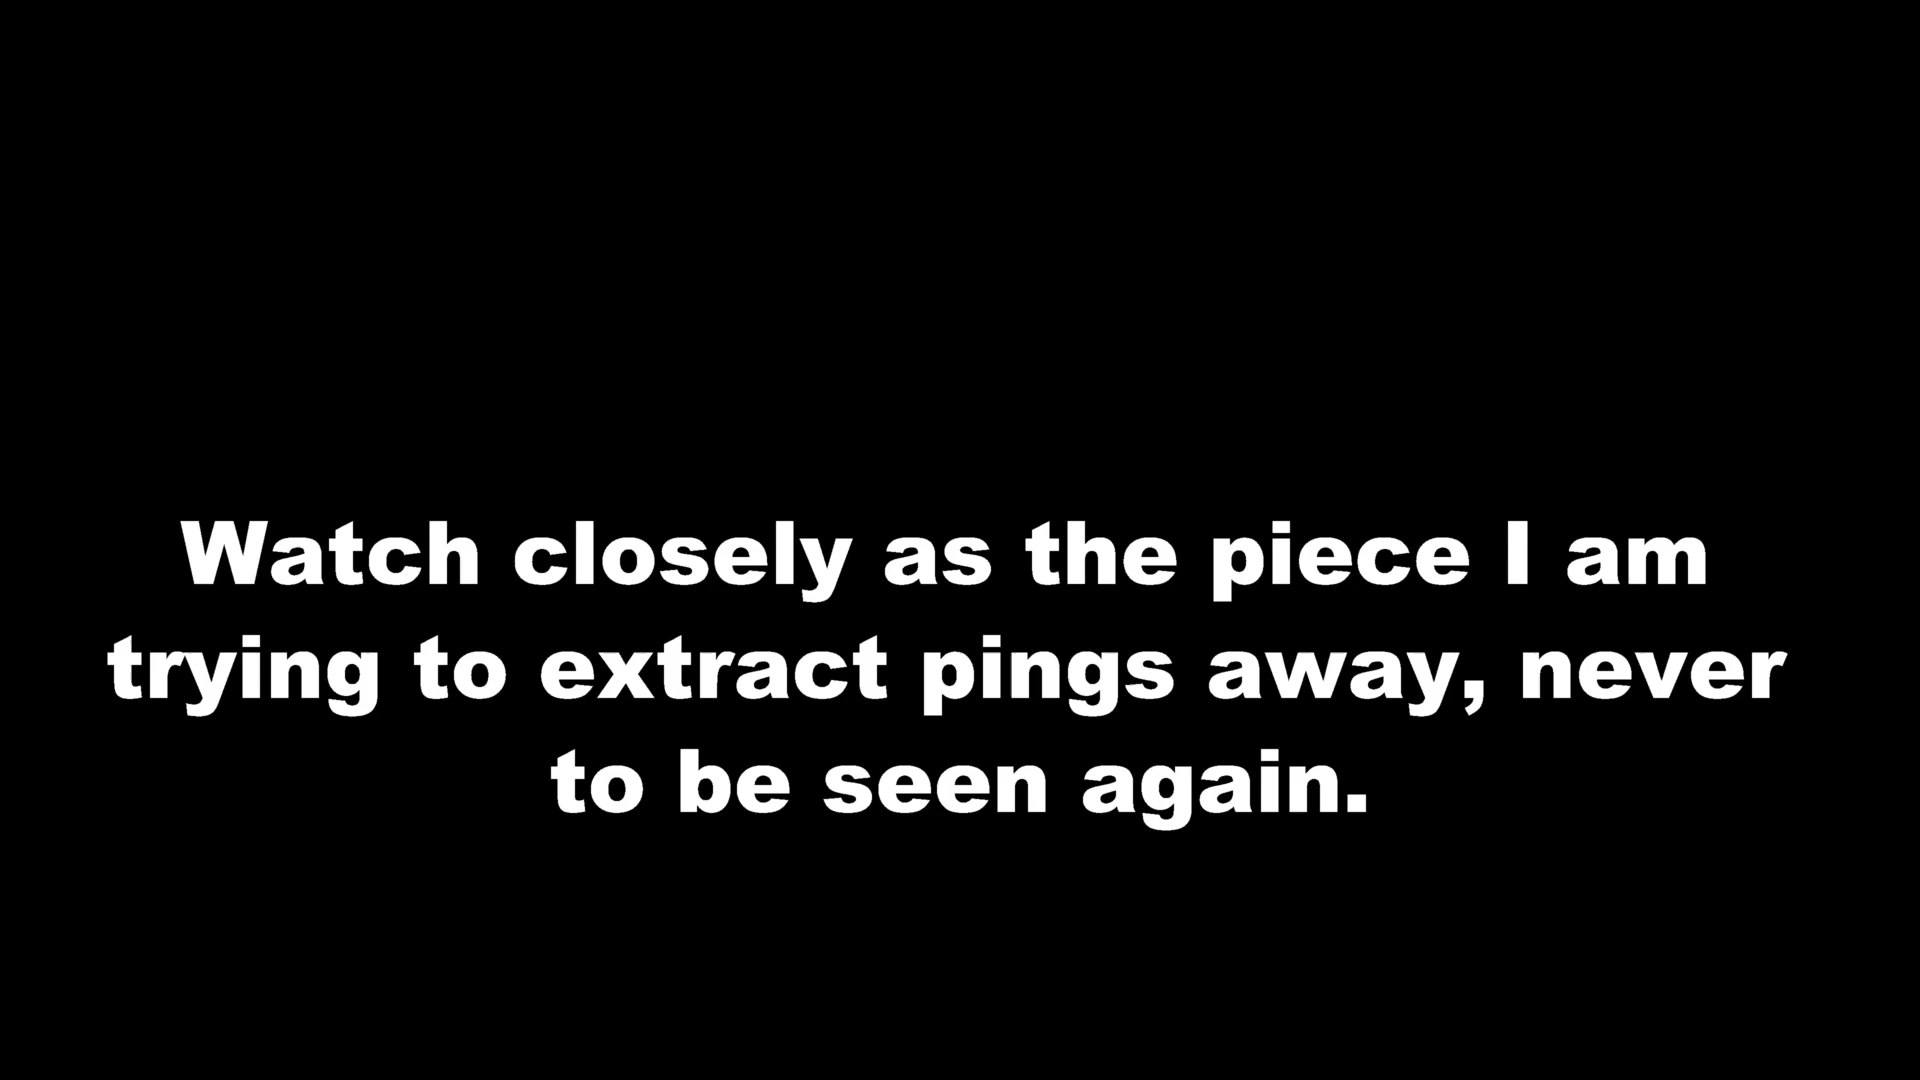 Watch closely as the piece I am
trying to extract pings away, never
to be seen again.